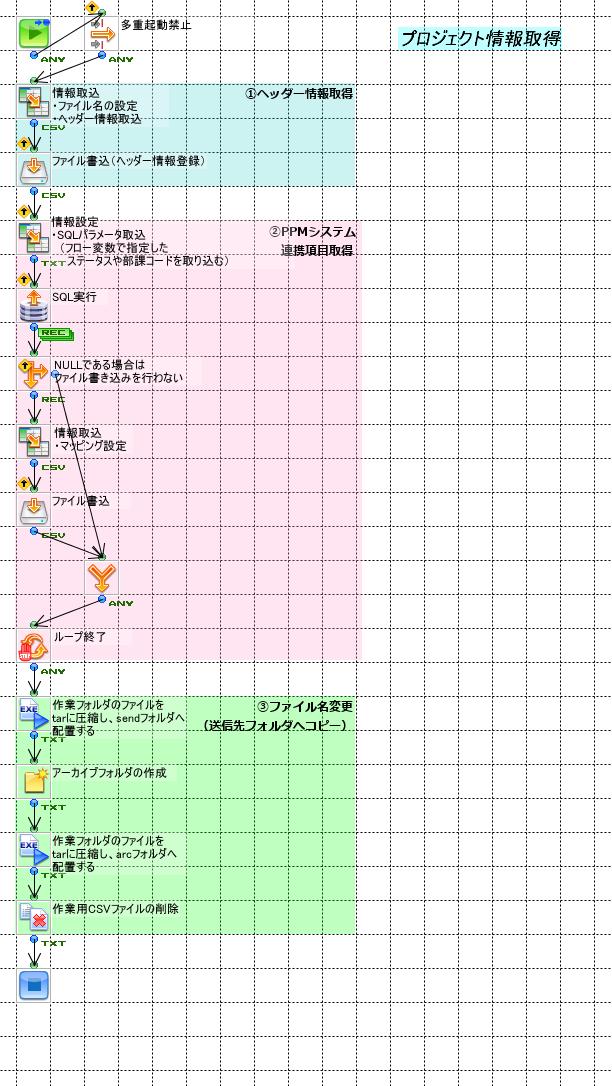 多重起動禁止
プロジェクト情報取得
ANY
ANY
情報取込
・ファイル名の設定
・ヘッダー情報取込
①ヘッダー情報取得
CSV
ファイル書込(ヘッダー情報登録)
CSV
情報設定
・SQLパラメータ取込
(フロー変数で指定した
ステータスや部課コードを取り込む)
②PPMシステム
連携項目取得
TXT
SQL実行
REC
NULLである場合は
ファイル書き込みを行わない
REC
情報取込
・マッピング設定
CSV
ファイル書込
CSV
ANY
ループ終了
ANY
EXE
作業フォルダのファイルを
tarに圧縮し、sendフォルダへ
配置する
③ファイル名変更
(送信先フォルダへコピー)
TXT
アーカイブフォルダの作成
TXT
EXE
作業フォルダのファイルを
tarに圧縮し、arcフォルダへ
配置する
TXT
作業用CSVファイルの削除
TXT